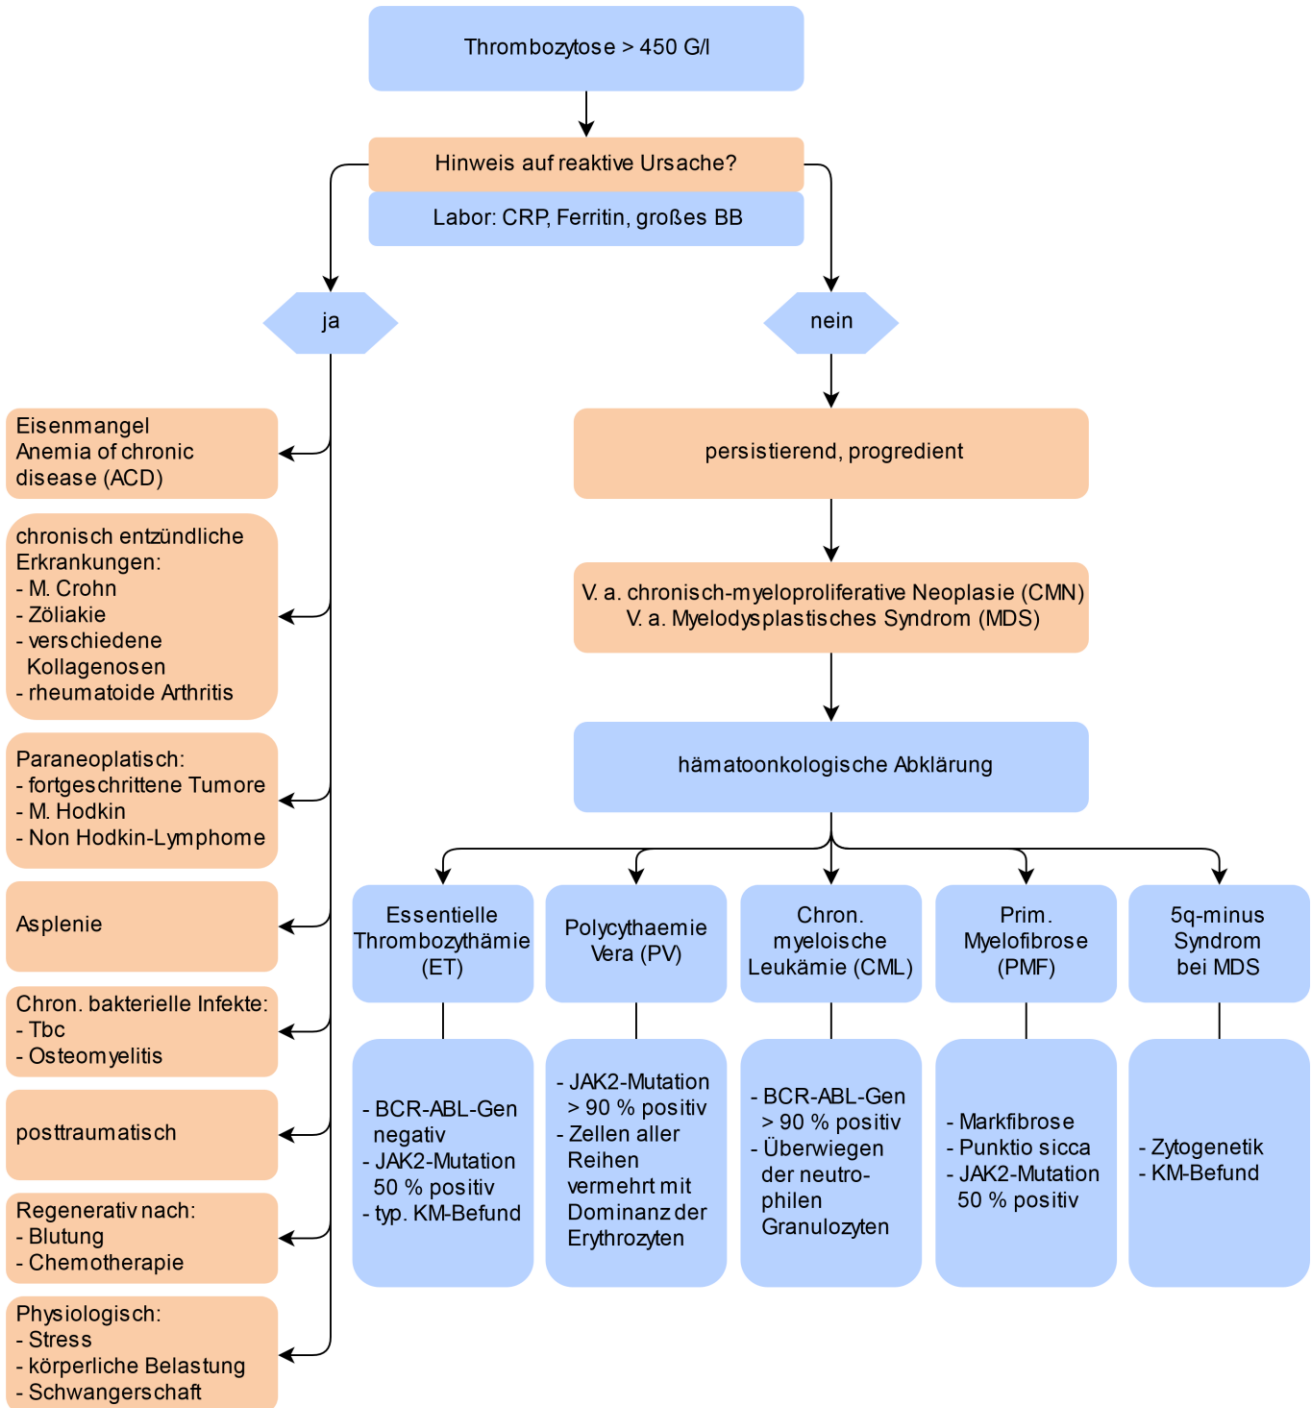 Thrombozytose > 450 G/l
Hinweis auf reaktive Ursache?
Labor: CRP, Ferritin, großes BB
ja
nein
Eisenmangel
Anemia of chronic
disease (ACD)
chronisch entzündliche
Erkrankungen:
- M. Crohn
- Zöliakie
- verschiedene
Kollagenosen
- rheumatoide Arthritis
Paraneoplatisch:
- fortgeschrittene Tumore
- M. Hodkin
- Non Hodkin-Lymphome
Asplenie
Chron. bakterielle Infekte:
- Tbc
- Osteomyelitis
posttraumatisch
Regenerativ nach:
- Blutung
- Chemotherapie
Physiologisch:
- Stress
- körperliche Belastung
- Schwangerschaft
persistierend, progredient
V. a. chronisch-myeloproliferative Neoplasie (CMN)
V. a. Myelodysplastisches Syndrom (MDS)
hämatoonkologische Abklärung
Essentielle
Thrombozythämie
(ET)
Polycythaemie
Vera (PV)
Chron.
myeloische
Leukämie (CML)
Prim.
Myelofibrose
(PMF)
5q-minus
Syndrom
bei MDS
- BCR-ABL-Gen
negativ
- JAK2-Mutation
50 % positiv
- typ. KM-Befund
- JAK2-Mutation
> 90 % positiv
- Zellen aller
Reihen
vermehrt mit
Dominanz der
Erythrozyten
- BCR-ABL-Gen
> 90 % positiv
- Überwiegen
der neutro-
philen
Granulozyten
- Markfibrose
- Punktio sicca
- JAK2-Mutation
50 % positiv
- Zytogenetik
- KM-Befund